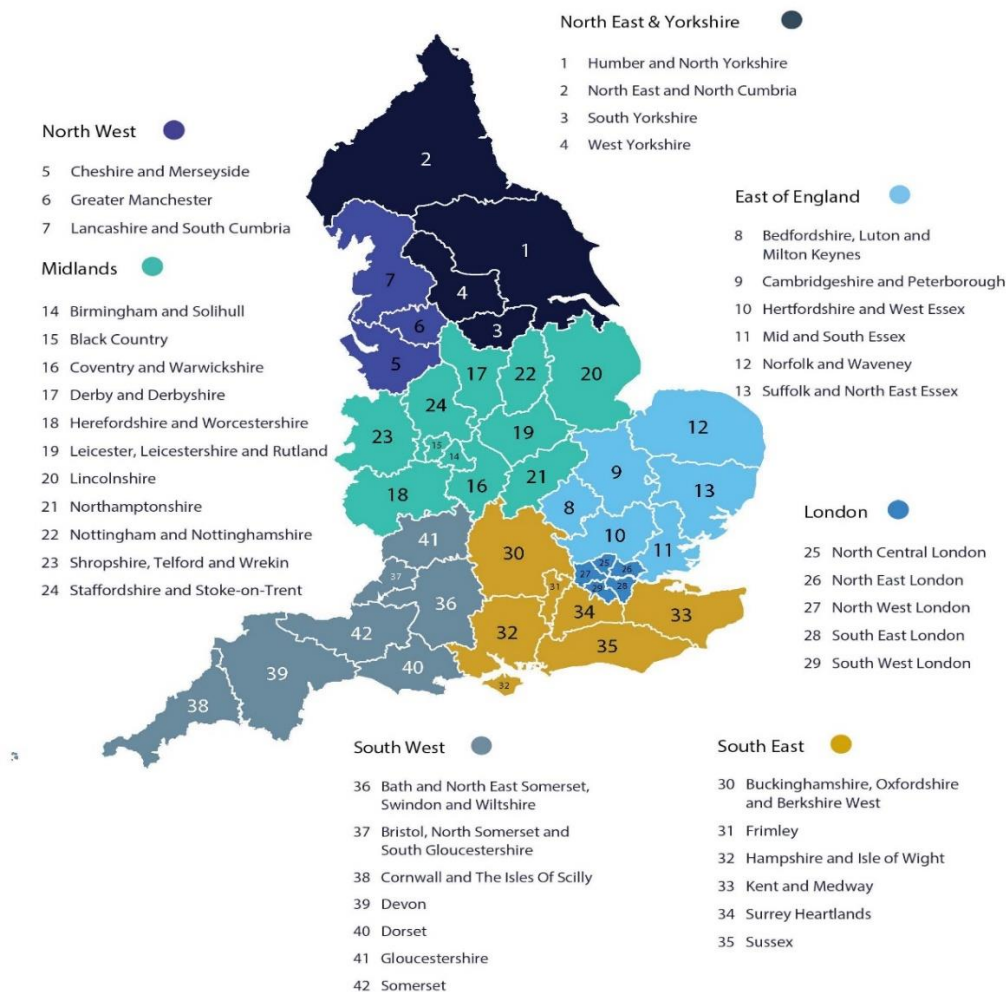 North East & Yorkshire
1 Humber and North Yorkshire
2 North East and North Cumbria
3 South Yorkshire
4 West Yorkshire
North West
5 Cheshire and Merseyside
6 Greater Manchester
7 Lancashire and South Cumbria
East of England
8 Bedfordshire, Luton and
Milton Keynes
9 Cambridgeshire and Peterborough
10 Hertfordshire and West Essex
11 Mid and South Essex
12 Norfolk and Waveney
13 Suffolk and North East Essex
Midlands
14 Birmingham and Solihull
15 Black Country
16 Coventry and Warwickshire
17 Derby and Derbyshire
18 Herefordshire and Worcestershire
19 Leicester, Leicestershire and Rutland
20 Lincolnshire
21 Northamptonshire
22 Nottingham and Nottinghamshire
23 Shropshire, Telford and Wrekin
24 Staffordshire and Stoke-on-Trent
London
25 North Central London
26 North East London
27 North West London
28 South East London
29 South West London
2
1
7
4
6
3
5
17
22
20
24
19
23
15
14
12
9
18
16
21
13
8
41
30
10
11
25
26
27
37
31
29
28
36
34
33
42
32
35
40
39
32
38
South West
36 Bath and North East Somerset,
Swindon and Wiltshire
37 Bristol, North Somerset and
South Gloucestershire
38 Cornwall and The Isles Of Scilly
39 Devon
40 Dorset
41 Gloucestershire
42 Somerset
South East
30 Buckinghamshire, Oxfordshire
and Berkshire West
31 Frimley
32 Hampshire and Isle of Wight
33 Kent and Medway
34 Surrey Heartlands
35 Sussex